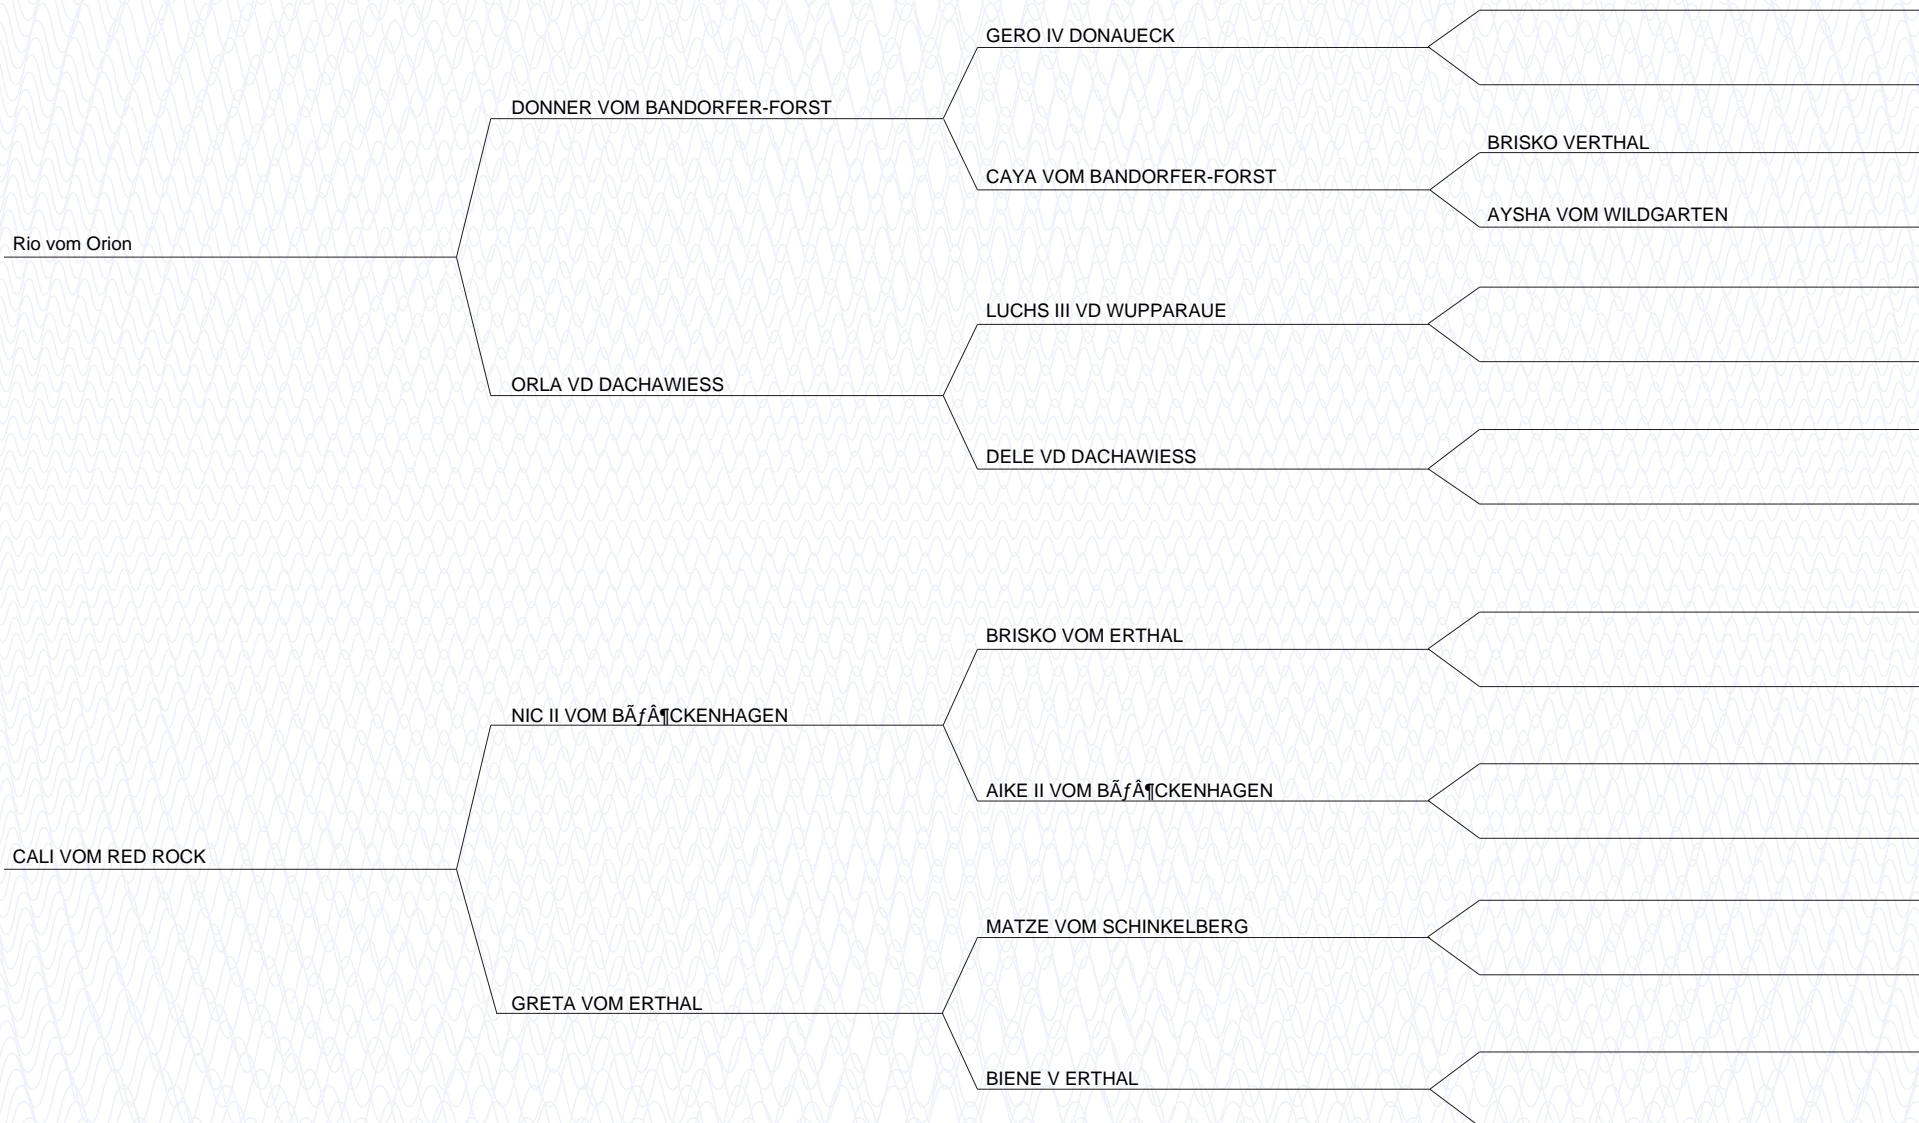 GERO IV DONAUECK
DONNER VOM BANDORFER-FORST
BRISKO VERTHAL
CAYA VOM BANDORFER-FORST
AYSHA VOM WILDGARTEN
Rio vom Orion
LUCHS III VD WUPPARAUE
ORLA VD DACHAWIESS
DELE VD DACHAWIESS
BRISKO VOM ERTHAL
NIC II VOM BÃƒÂ¶CKENHAGEN
AIKE II VOM BÃƒÂ¶CKENHAGEN
CALI VOM RED ROCK
MATZE VOM SCHINKELBERG
GRETA VOM ERTHAL
BIENE V ERTHAL